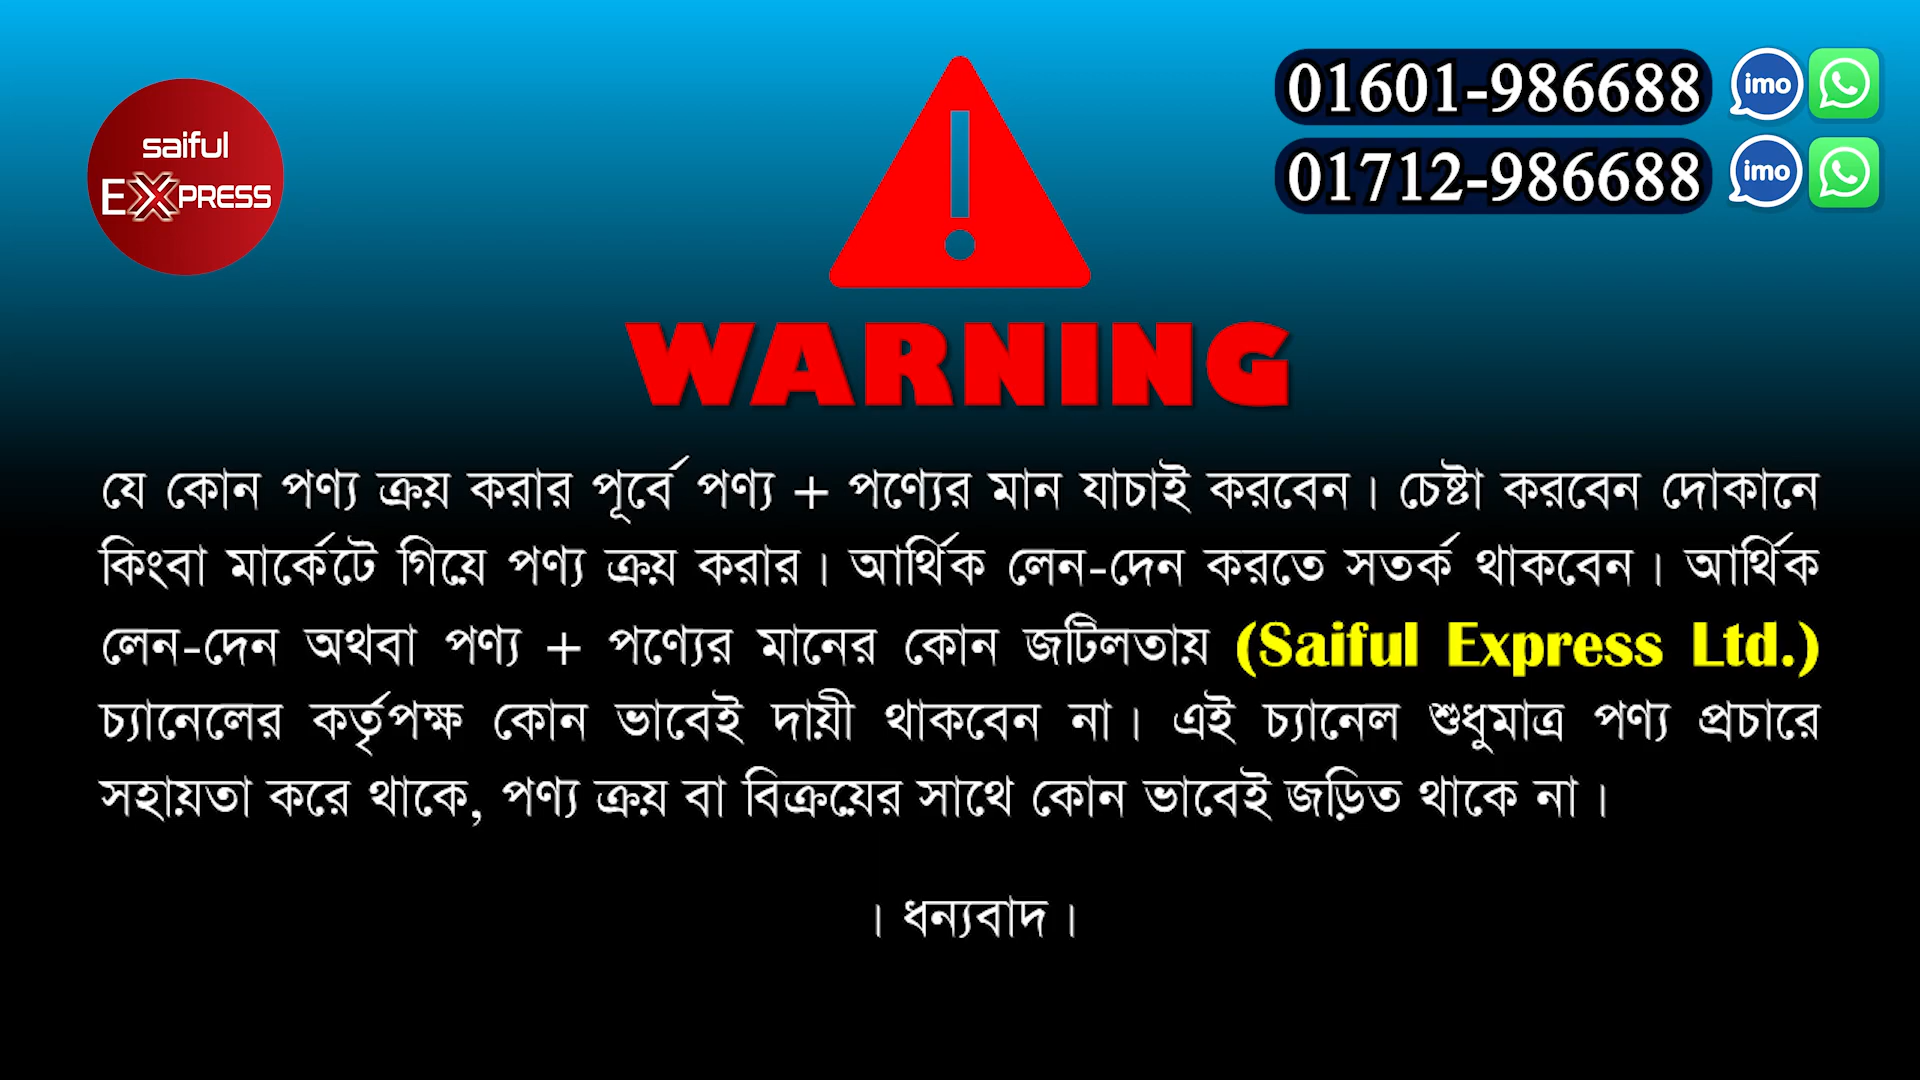 saiful
EXPRESS
01601-986688 imo
01712-986688 imo
WARNING
যে কোন পণ্য ক্রয় করার পূর্বে পণ্য + পণ্যের মান যাচাই করবেন। চেষ্টা করবেন দোকানে
কিংবা মার্কেটে গিয়ে পণ্য ক্রয় করার। আর্থিক লেন-দেন করতে সতর্ক থাকবেন। আর্থিক
লেন-দেন অথবা পণ্য + পণ্যের মানের কোন জটিলতায় (Saiful Express Ltd.)
চ্যানেলের কর্তৃপক্ষ কোন ভাবেই দায়ী থাকবেন না। এই চ্যানেল শুধুমাত্র পণ্য প্রচারে
সহায়তা করে থাকে, পণ্য ক্রয় বা বিক্রয়ের সাথে কোন ভাবেই জড়িত থাকে না।
। ধন্যবাদ।